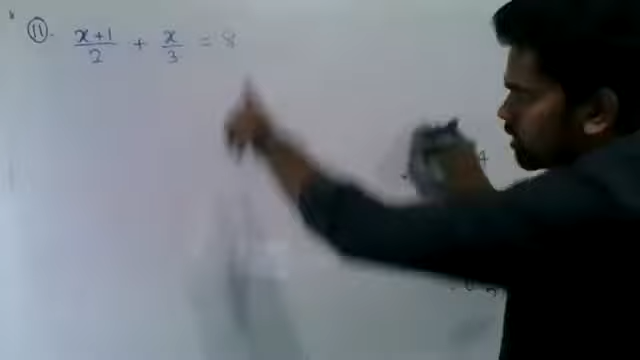 11. (x+1)/2 + x/3 = 8